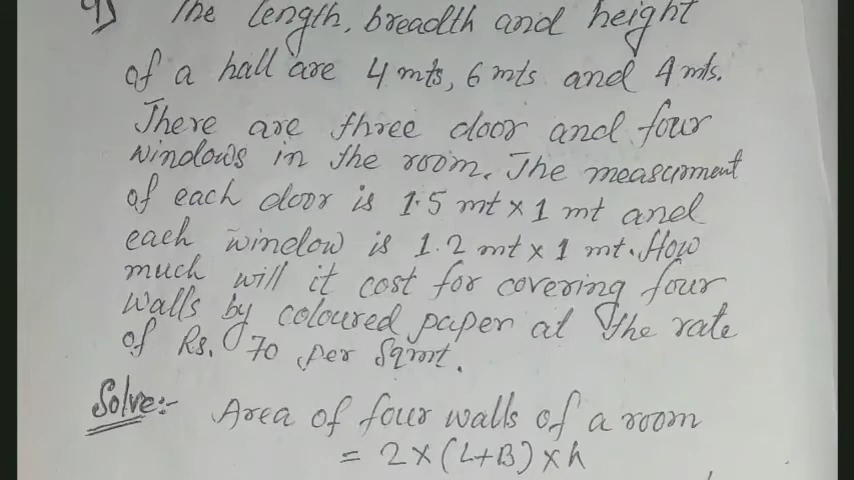 9) The length, breadth and height
of a hall are 4 mts, 6 mts and 4 mts.
There are three door and four
windows in the room. The measurment
of each door is 1.5 mt × 1 mt and
each window is 1.2 mt × 1 mt. How
much will it cost for covering four
walls by coloured paper at the rate
of Rs. 70 per Sqmt.
Solve:- Area of four walls of a room
= 2 × (L+B) × h